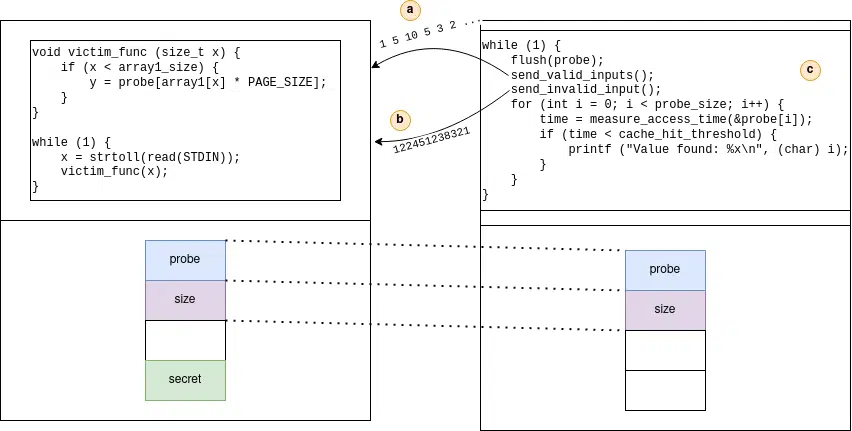 a
1 5 10 5 3 2 ...
void victim_func (size_t x) {
    if (x < array1_size) {
        y = probe[array1[x] * PAGE_SIZE];
    }
}
while (1) {
    x = strtoll(read(STDIN));
    victim_func(x);
}
b
122451238321
while (1) {
    flush(probe);
    send_valid_inputs();
    send_invalid_input();
    for (int i = 0; i < probe_size; i++) {
        time = measure_access_time(&probe[i]);
        if (time < cache_hit_threshold) {
            printf ("Value found: %x\n", (char) i);
        }
    }
}
c
probe
size
secret
probe
size